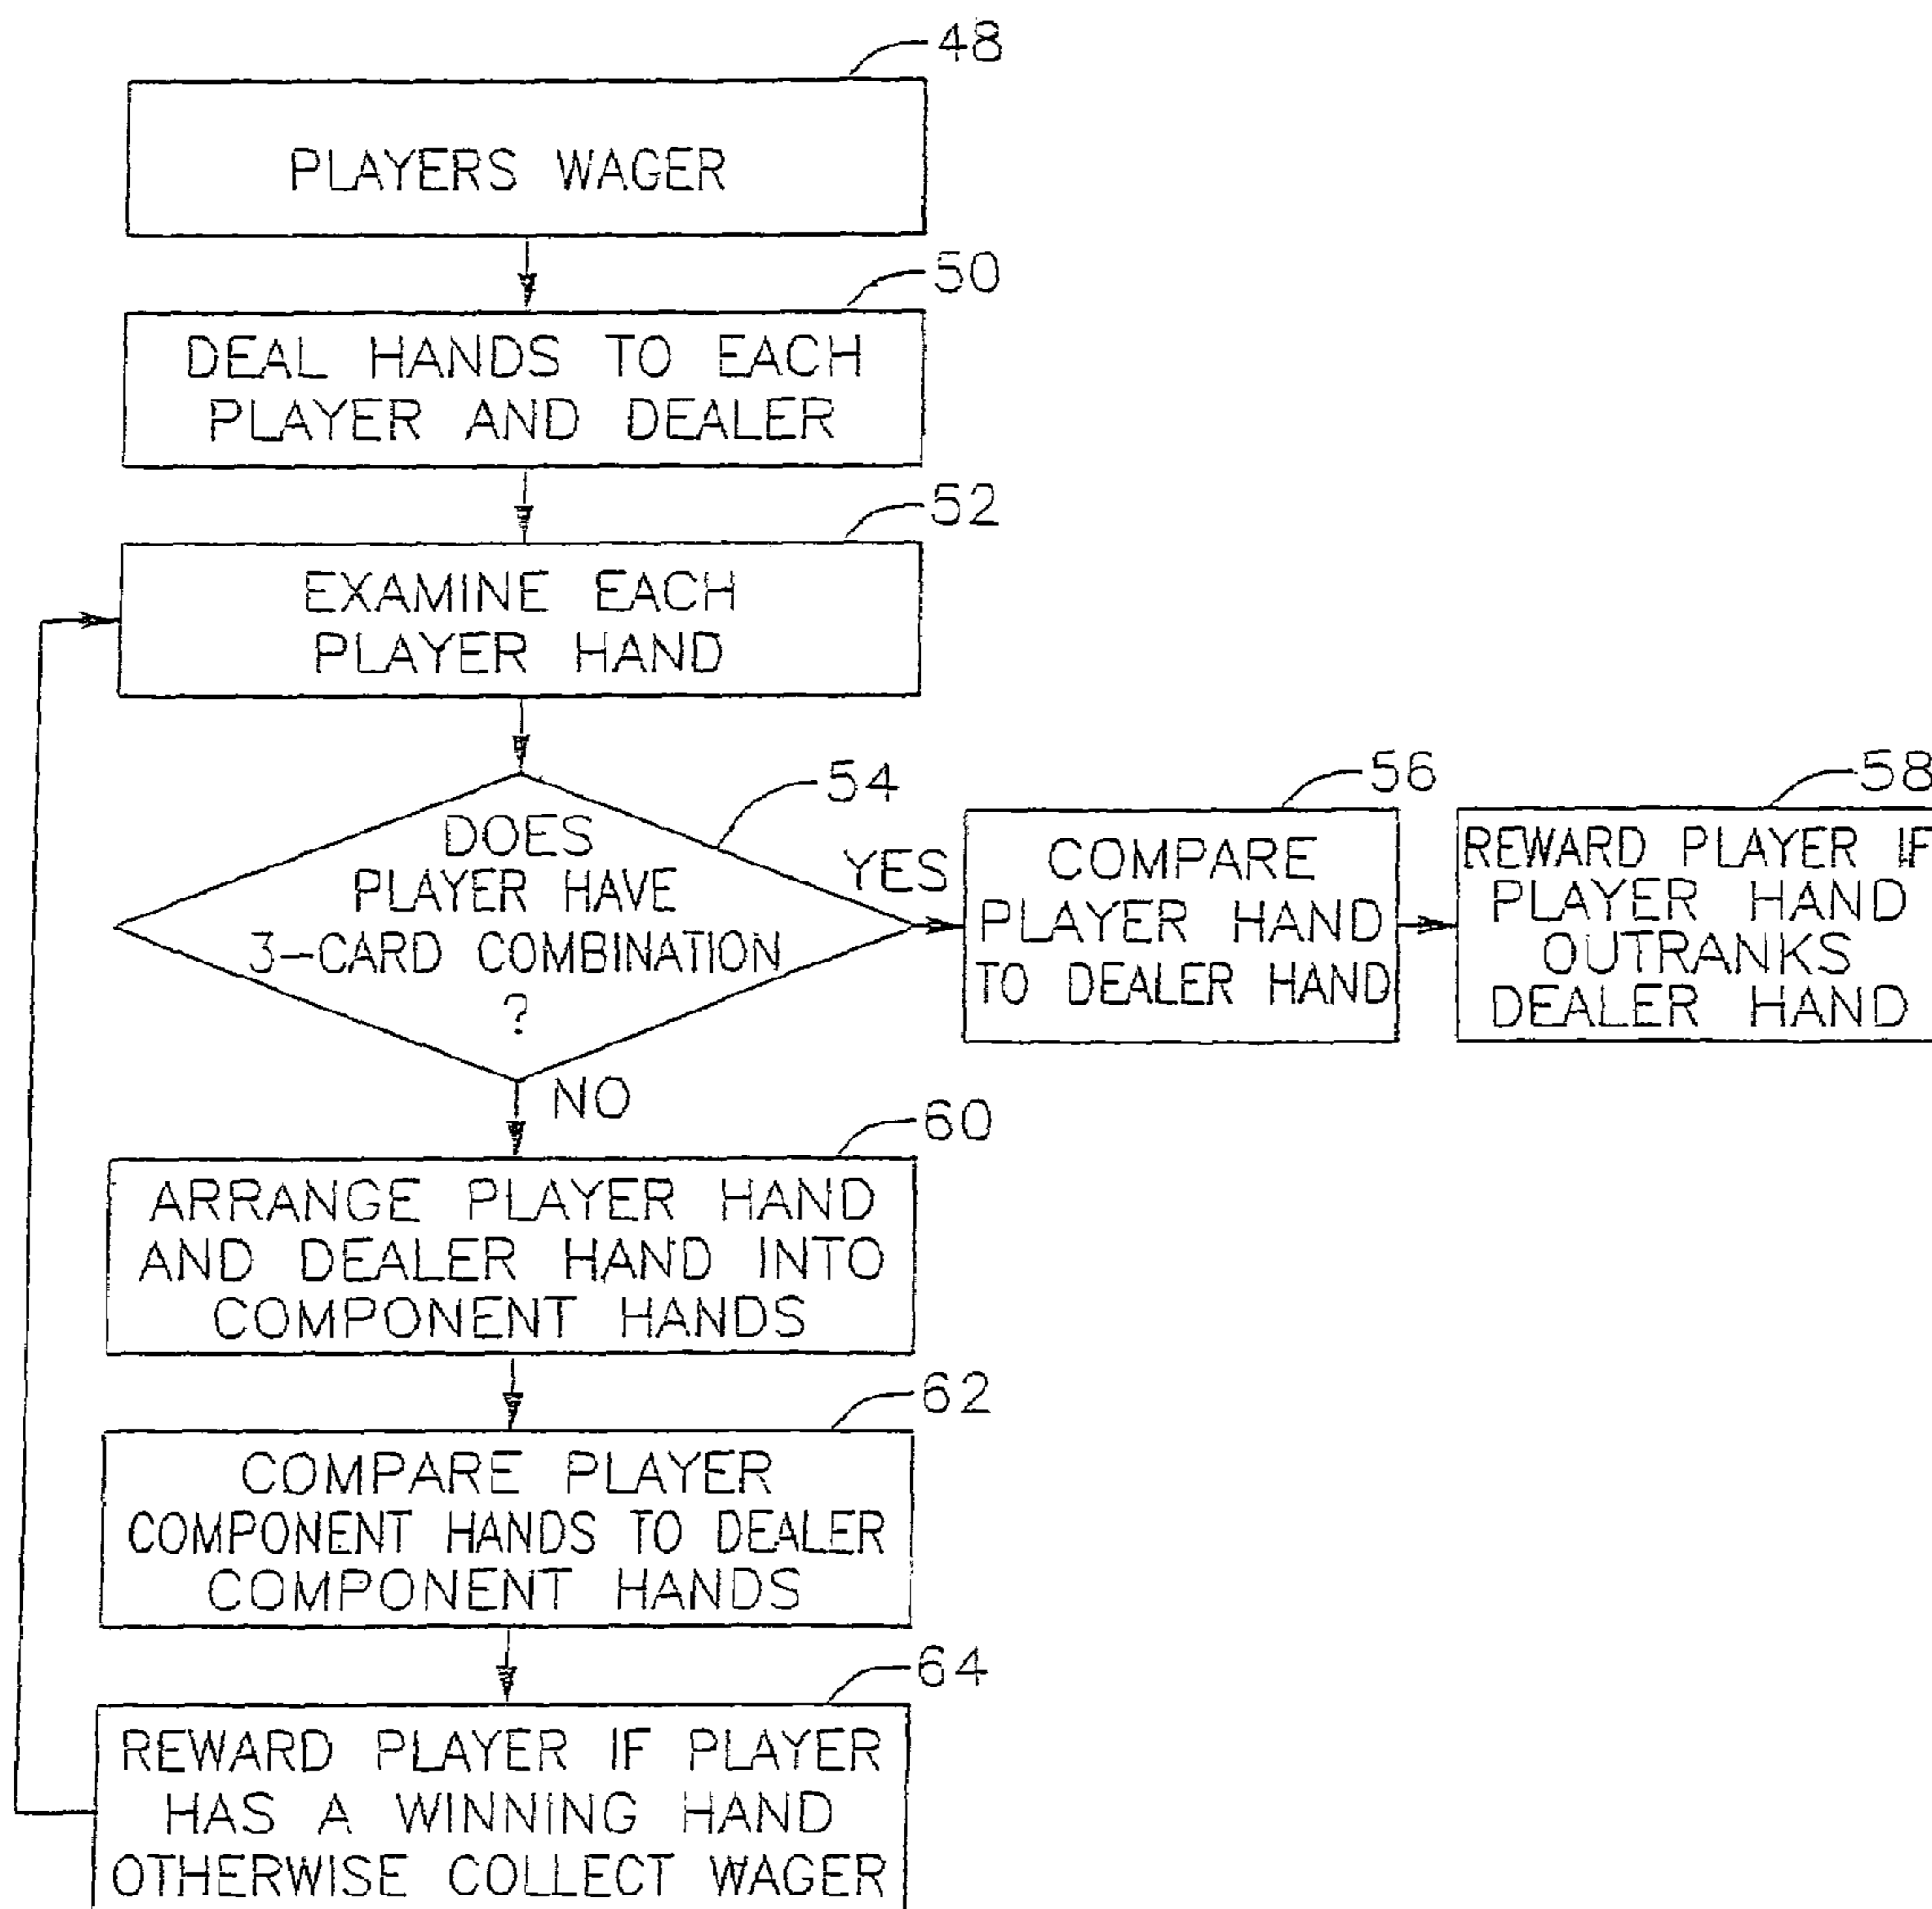 48
PLAYERS WAGER
50
DEAL HANDS TO EACH
PLAYER AND DEALER
52
EXAMINE EACH
PLAYER HAND
54
DOES
PLAYER HAVE
3-CARD COMBINATION
?
YES
56
COMPARE
PLAYER HAND
TO DEALER HAND
58
REWARD PLAYER IF
PLAYER HAND
OUTRANKS
DEALER HAND
NO
60
ARRANGE PLAYER HAND
AND DEALER HAND INTO
COMPONENT HANDS
62
COMPARE PLAYER
COMPONENT HANDS TO DEALER
COMPONENT HANDS
64
REWARD PLAYER IF PLAYER
HAS A WINNING HAND
OTHERWISE COLLECT WAGER